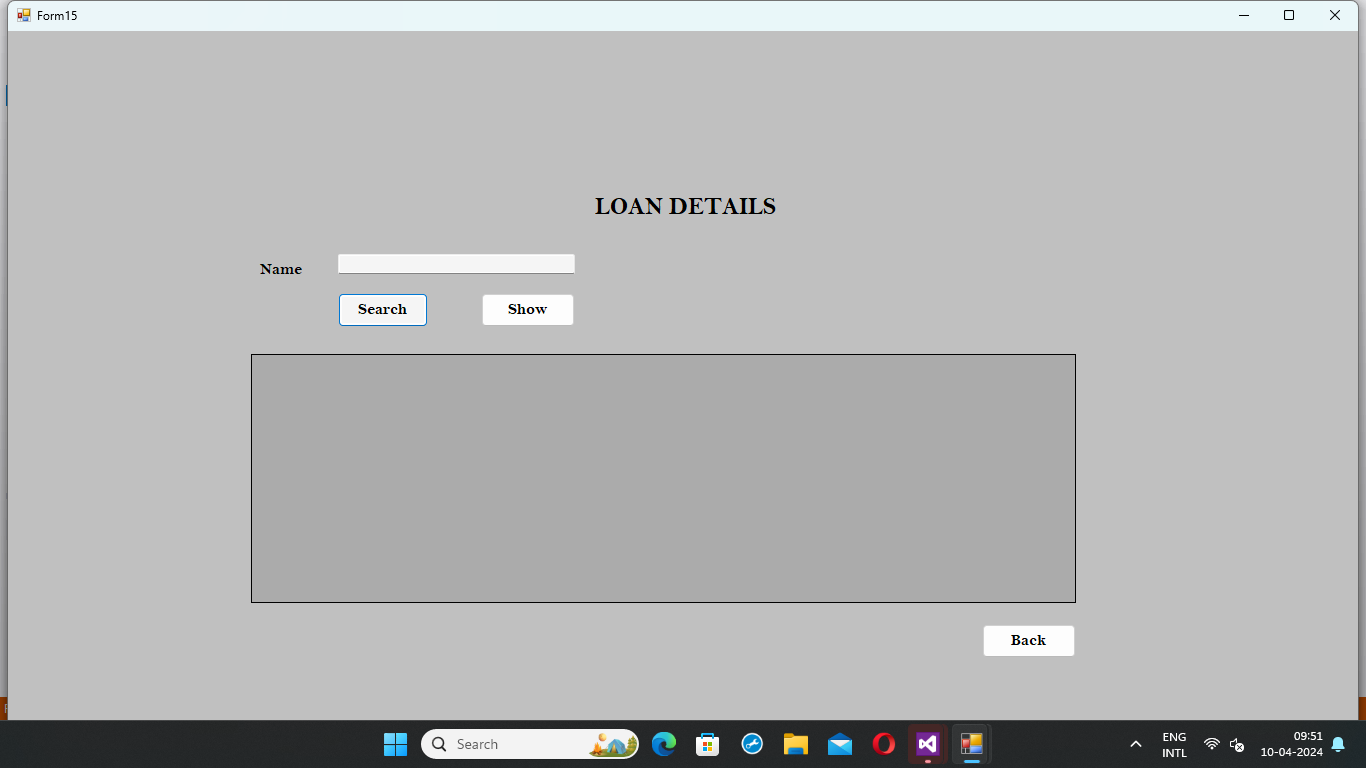 Form15
LOAN DETAILS
Name
Search
Show
Back
Search
ENG
INTL
09:51
10-04-2024